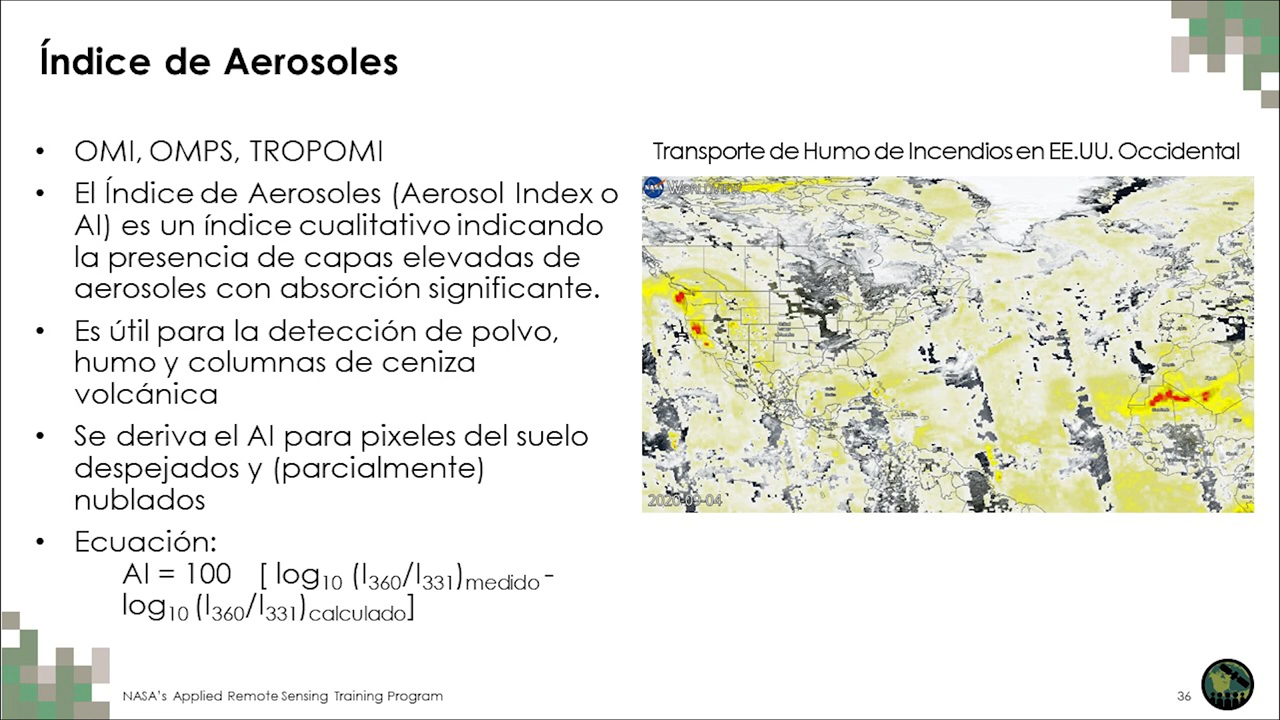 Índice de Aerosoles
• OMI, OMPS, TROPOMI
• El Índice de Aerosoles (Aerosol Index o
AI) es un índice cualitativo indicando
la presencia de capas elevadas de
aerosoles con absorción significante.
• Es útil para la detección de polvo,
humo y columnas de ceniza
volcánica
• Se deriva el AI para pixeles del suelo
despejados y (parcialmente)
nublados
• Ecuación:
AI = 100 [ log₁₀ (I₃₆₀/I₃₃₁)medido -
log₁₀ (I₃₆₀/I₃₃₁)calculado]
Transporte de Humo de Incendios en EE.UU. Occidental
NASA WORLDVIEW
2020-09-04
NASA's Applied Remote Sensing Training Program
36